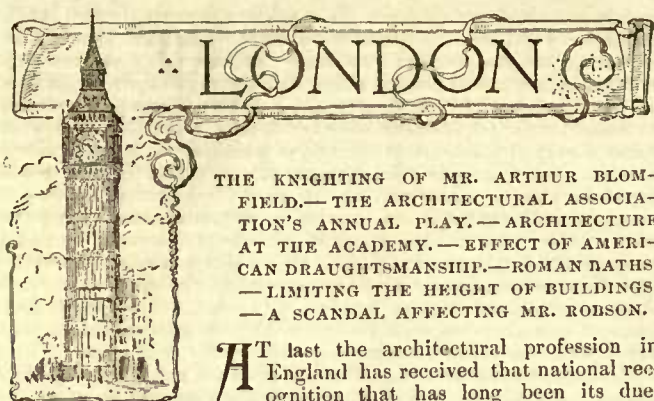 LONDON
THE KNIGHTING OF MR. ARTHUR BLOM-
FIELD.—THE ARCHITECTURAL ASSOCIA-
TION'S ANNUAL PLAY.—ARCHITECTURE
AT THE ACADEMY.—EFFECT OF AMERI-
CAN DRAUGHTSMANSHIP.—ROMAN BATHS
—LIMITING THE HEIGHT OF BUILDINGS
—A SCANDAL AFFECTING MR. ROBSON.
AT last the architectural profession in
England has received that national rec-
ognition that has long been its due